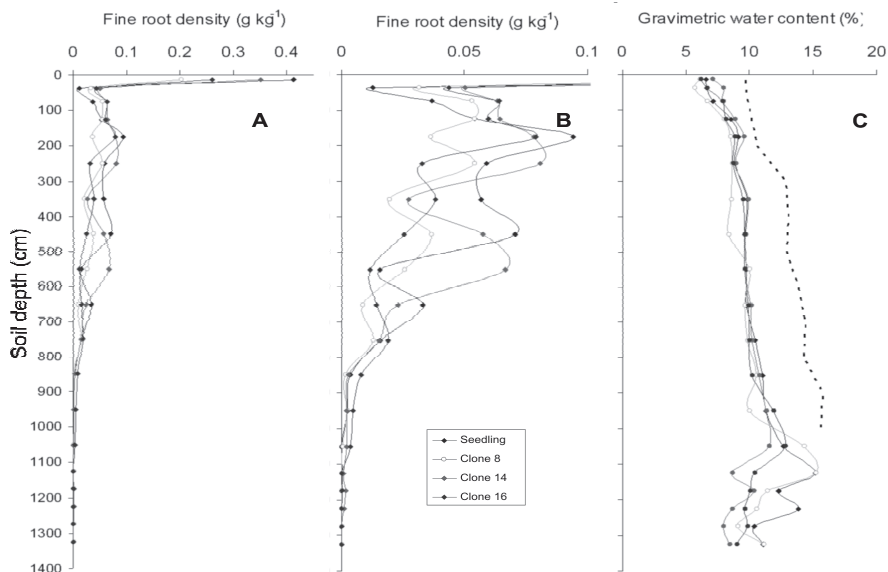 Fine root density (g kg-1)
0 0.1 0.2 0.3 0.4
Soil depth (cm)
0
100
200
300
400
500
600
700
800
900
1000
1100
1200
1300
1400
A
Fine root density (g kg-1)
0 0.05 0.1
B
Seedling
Clone 8
Clone 14
Clone 16
Gravimetric water content (%)
0 5 10 15 20
C